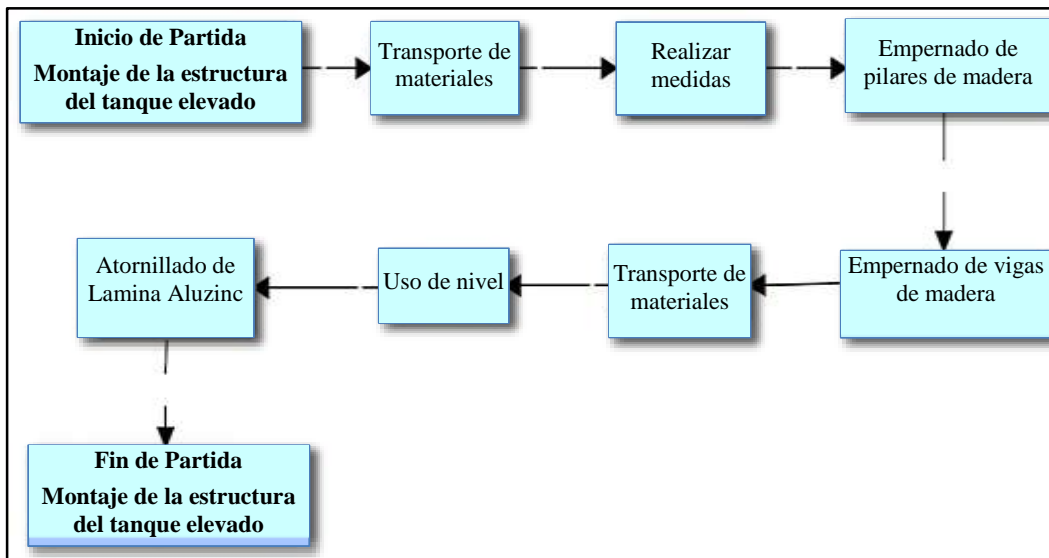 Inicio de Partida
Montaje de la estructura
del tanque elevado
Transporte de
materiales
Realizar
medidas
Empernado de
pilares de madera
Empernado de vigas
de madera
Transporte de
materiales
Uso de nivel
Atornillado de
Lamina Aluzinc
Fin de Partida
Montaje de la estructura
del tanque elevado